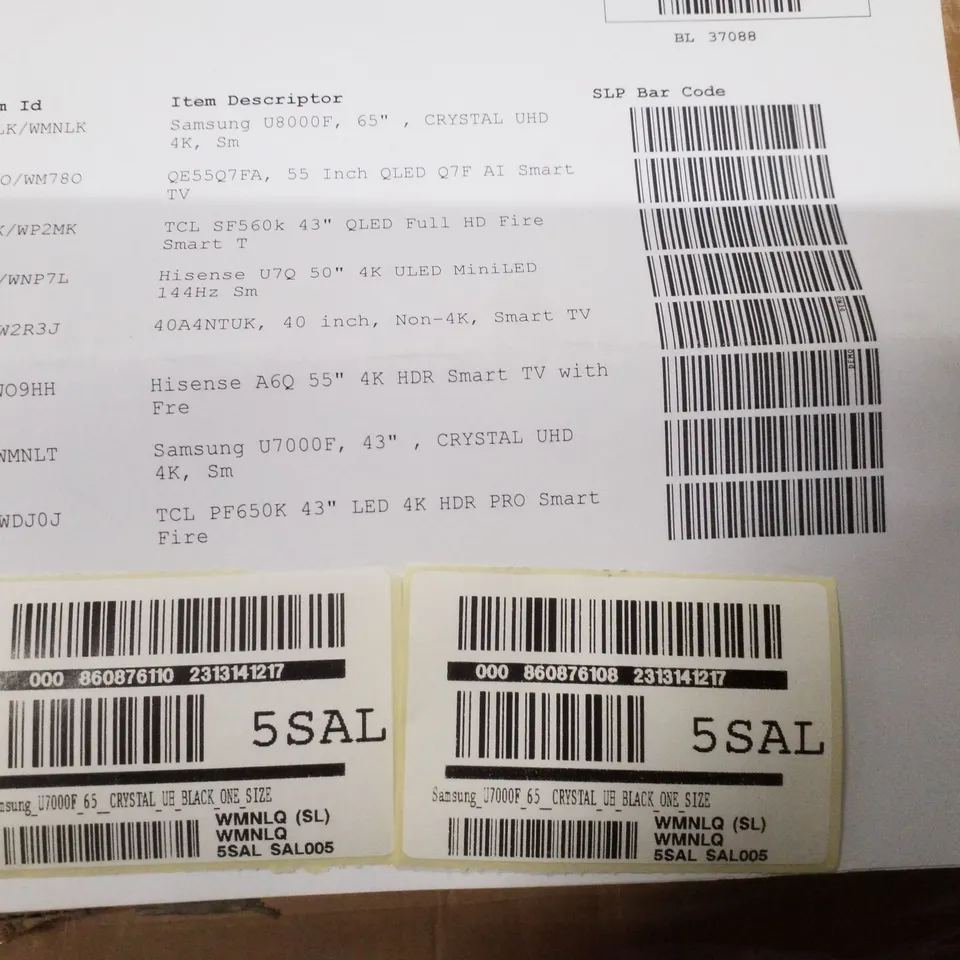 BL 37088
m Id Item Descriptor SLP Bar Code
LK/WMNLK Samsung U8000F, 65" , CRYSTAL UHD
4K, Sm
O/WM78O QE55Q7FA, 55 Inch QLED Q7F AI Smart
TV
K/WP2MK TCL SF560k 43" QLED Full HD Fire
Smart T
/WNP7L Hisense U7Q 50" 4K ULED MiniLED
144Hz Sm
W2R3J 40A4NTUK, 40 inch, Non-4K, Smart TV
WO9HH Hisense A6Q 55" 4K HDR Smart TV with
Fre
WMNLT Samsung U7000F, 43" , CRYSTAL UHD
4K, Sm
WDJ0J TCL PF650K 43" LED 4K HDR PRO Smart
Fire
000 860876110 2313141217
5SAL
msung_U7000F_65__CRYSTAL_UH_BLACK_ONE_SIZE
WMNLQ (SL)
WMNLQ
5SAL SAL005
000 860876108 2313141217
5SAL
Samsung_U7000F_65__CRYSTAL_UH_BLACK_ONE_SIZE
WMNLQ (SL)
WMNLQ
5SAL SAL005